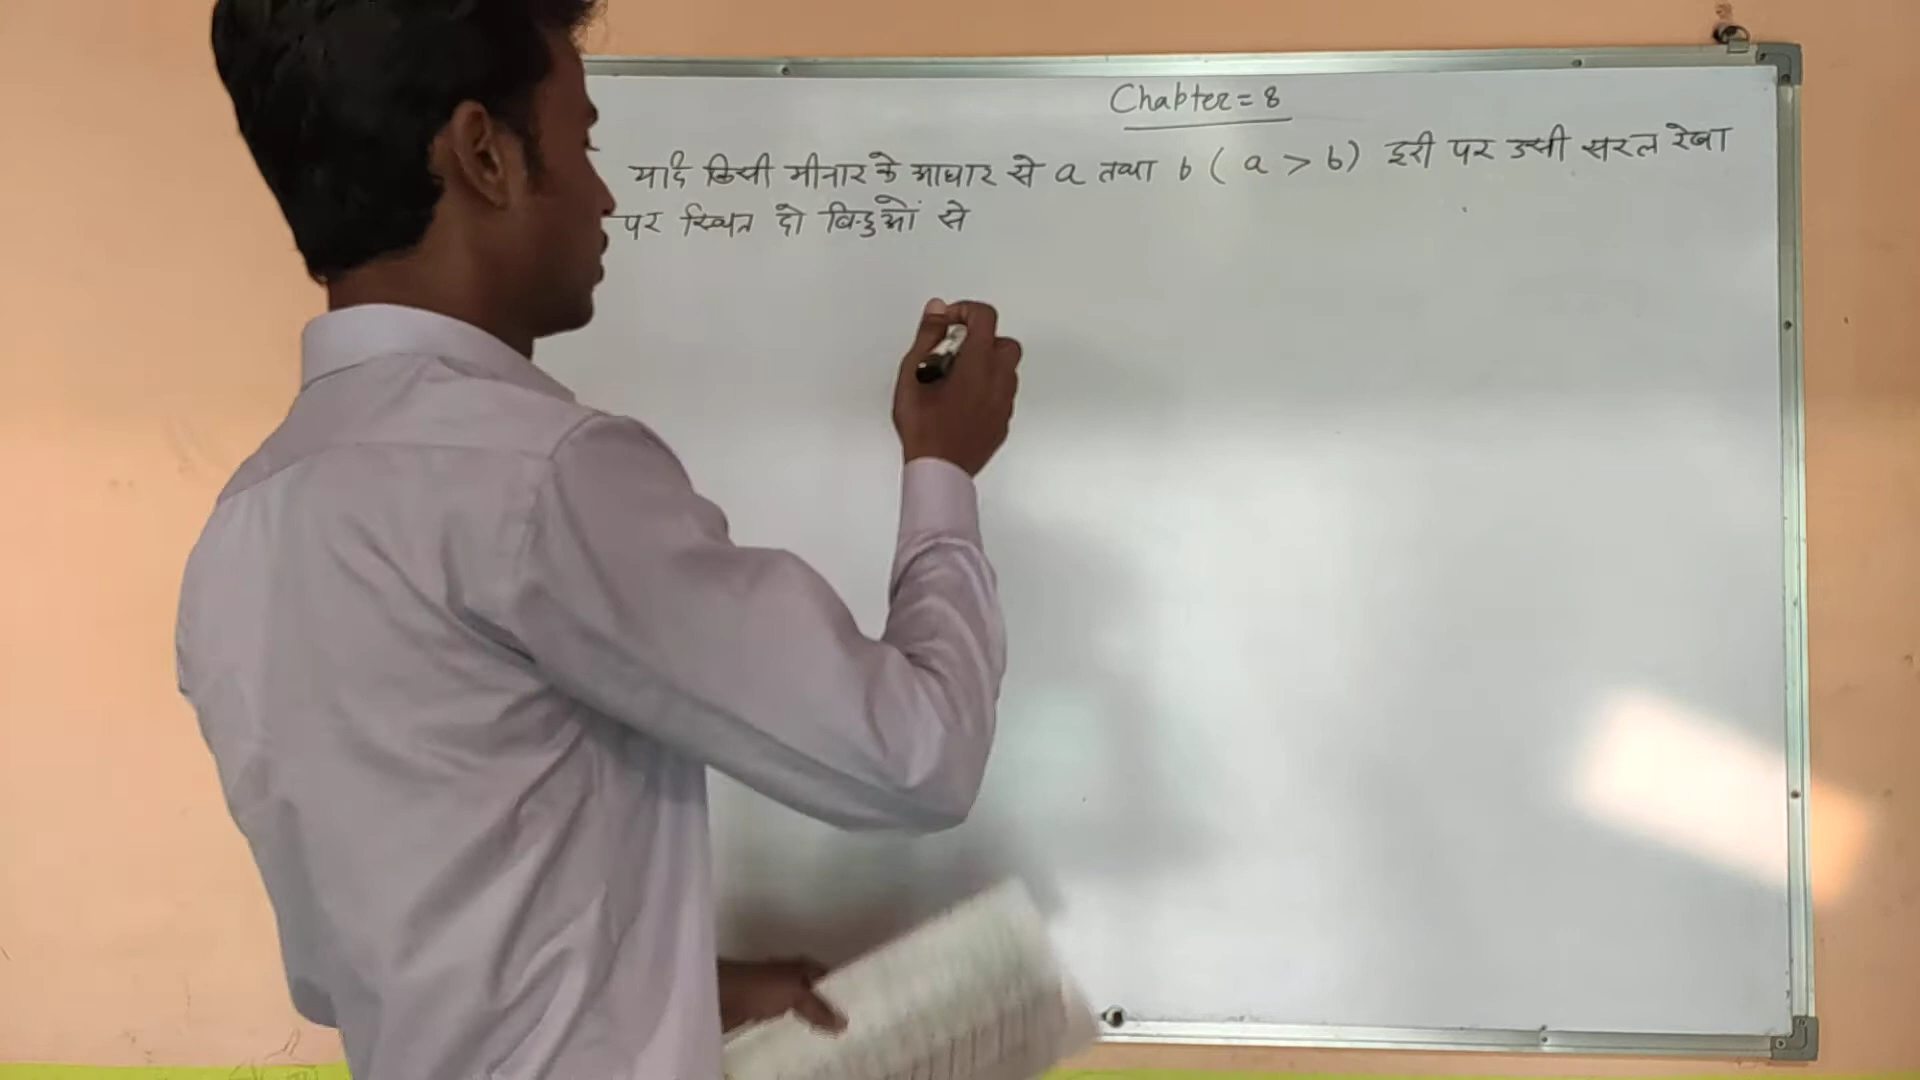 Chapter = 8
यदि किसी मीनार के आधार से a तथा b ( a > b ) दूरी पर उसी सरल रेखा
पर स्थित दो बिन्दुओं से